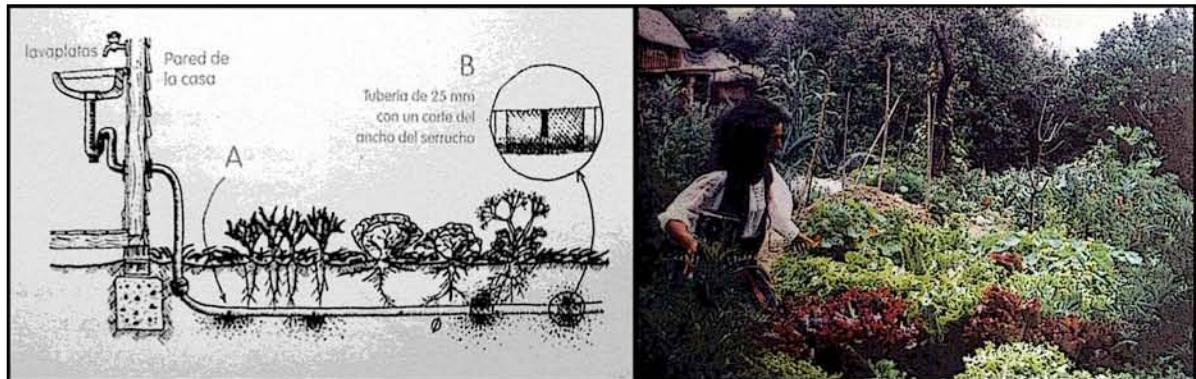 lavaplatos
Pared de
la casa
B
Tubería de 25 mm
con un corte del
ancho del serrucho
A
Ø